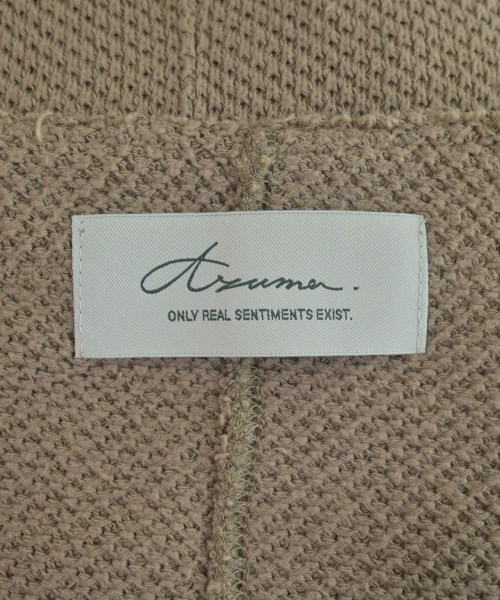 Azuma.
ONLY REAL SENTIMENTS EXIST.